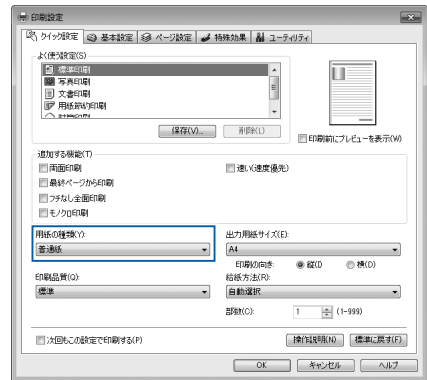 印刷設定
クイック設定 基本設定 ページ設定 特殊効果 ユーティリティ
よく使う設定(S)
標準印刷
写真印刷
文書印刷
用紙節約印刷
封筒印刷
保存(V)... 削除(L)
印刷前にプレビューを表示(W)
追加する機能(T)
両面印刷 速い(速度優先)
最終ページから印刷
フチなし全面印刷
モノクロ印刷
用紙の種類(Y): 出力用紙サイズ(E):
普通紙 A4
印刷の向き: 縦(I) 横(D)
印刷品質(Q): 給紙方法(R):
標準 自動選択
部数(C): 1 (1-999)
次回もこの設定で印刷する(P) 操作説明(N) 標準に戻す(F)
OK キャンセル ヘルプ